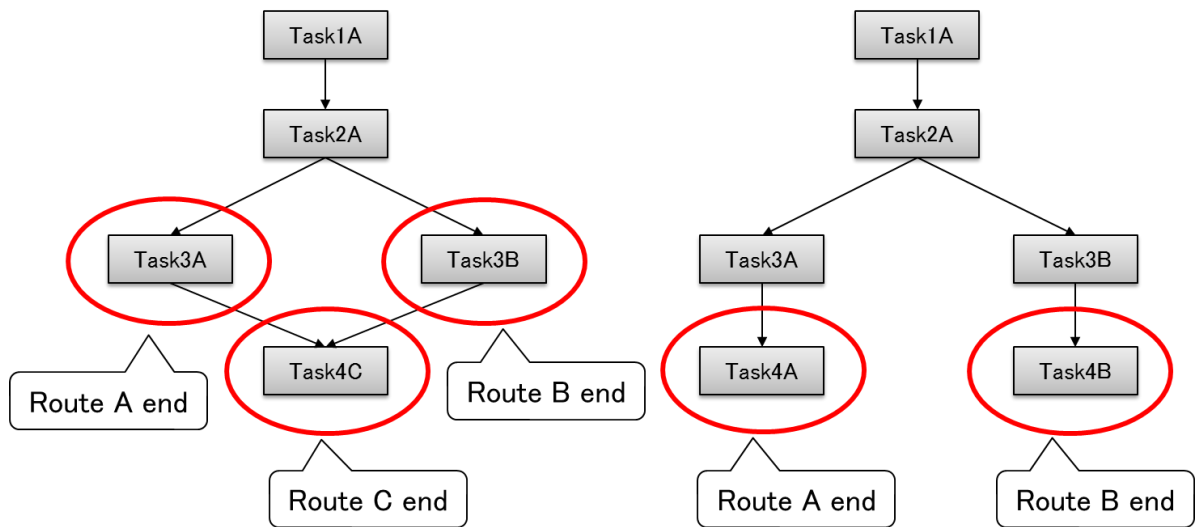 Task1A
Task2A
Task3A
Task3B
Task4C
Route A end
Route B end
Route C end
Task1A
Task2A
Task3A
Task3B
Task4A
Task4B
Route A end
Route B end